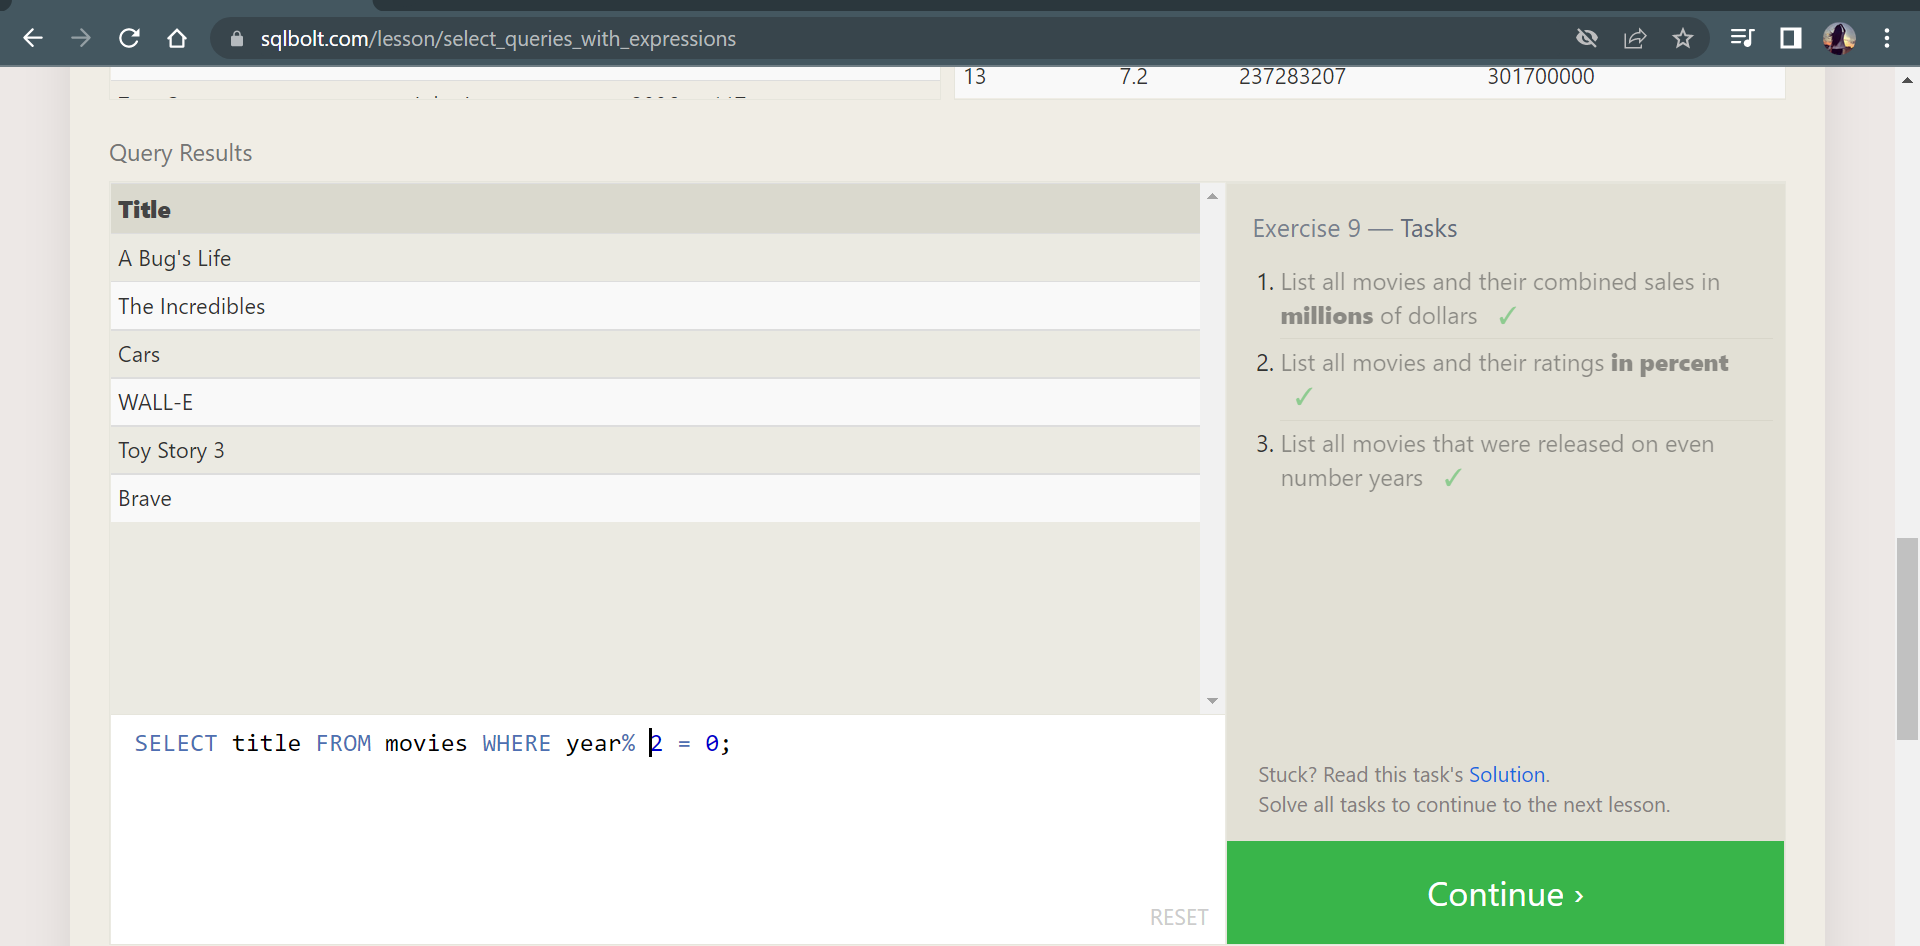 sqlbolt.com/lesson/select_queries_with_expressions
13 7.2 237283207 301700000
Query Results
Title
A Bug's Life
The Incredibles
Cars
WALL-E
Toy Story 3
Brave
SELECT title FROM movies WHERE year% 2 = 0;
RESET
Exercise 9 — Tasks
1. List all movies and their combined sales in
millions of dollars ✓
2. List all movies and their ratings in percent
✓
3. List all movies that were released on even
number years ✓
Stuck? Read this task's Solution.
Solve all tasks to continue to the next lesson.
Continue ›